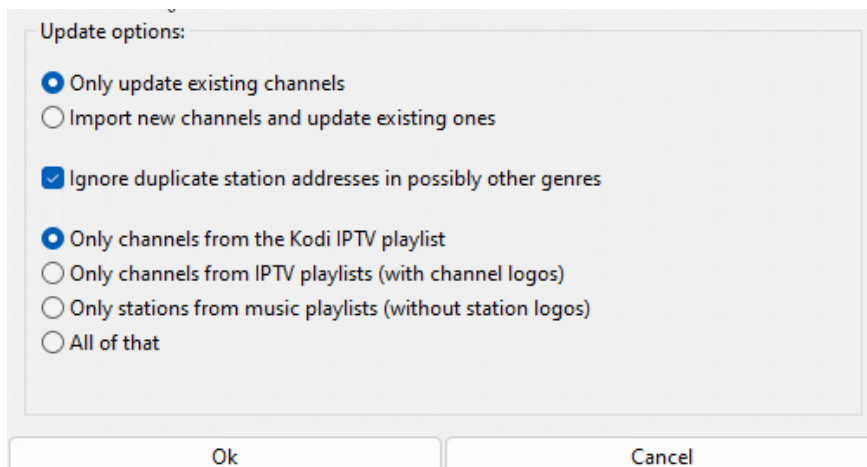 Update options:
Only update existing channels
Import new channels and update existing ones
Ignore duplicate station addresses in possibly other genres
Only channels from the Kodi IPTV playlist
Only channels from IPTV playlists (with channel logos)
Only stations from music playlists (without station logos)
All of that
Ok
Cancel